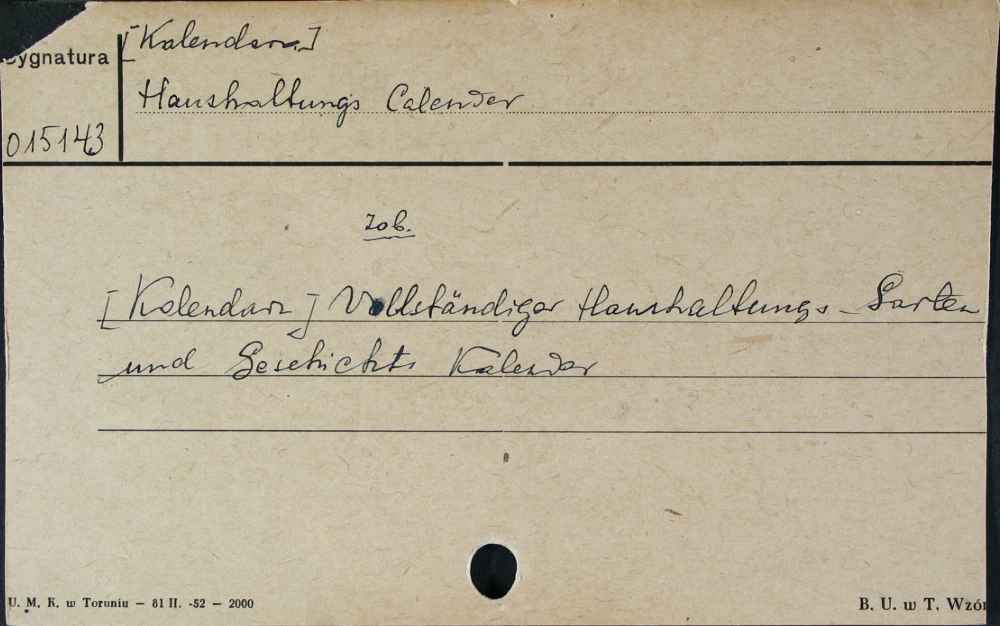 [Kalendarz]
Sygnatura
Haushaltungs Calender
015143
zob.
[Kalendarz] Vollständiger Haushaltungs-Garten
und Geschichts Kalender
U. M. K. w Toruniu — 81 II. -52 — 2000
B. U. w T. Wzór